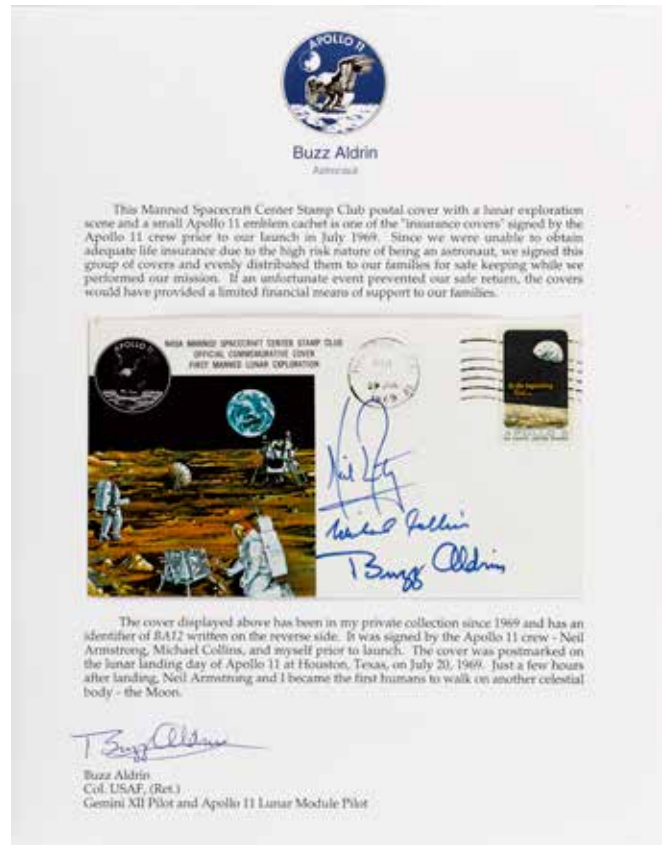 APOLLO 11
Buzz Aldrin
Astronaut
This Manned Spacecraft Center Stamp Club postal cover with a lunar exploration
scene and a small Apollo 11 emblem cachet is one of the "insurance covers" signed by the
Apollo 11 crew prior to our launch in July 1969. Since we were unable to obtain
adequate life insurance due to the high risk nature of being an astronaut, we signed this
group of covers and evenly distributed them to our families for safe keeping while we
performed our mission. If an unfortunate event prevented our safe return, the covers
would have provided a limited financial means of support to our families.
APOLLO 11
NASA MANNED SPACECRAFT CENTER STAMP CLUB
OFFICIAL COMMEMORATIVE COVER
FIRST MANNED LUNAR EXPLORATION
1969
In the beginning
God...
APOLLO 8
Michael Collins
Buzz Aldrin
The cover displayed above has been in my private collection since 1969 and has an
identifier of BA12 written on the reverse side. It was signed by the Apollo 11 crew - Neil
Armstrong, Michael Collins, and myself prior to launch. The cover was postmarked on
the lunar landing day of Apollo 11 at Houston, Texas, on July 20, 1969. Just a few hours
after landing, Neil Armstrong and I became the first humans to walk on another celestial
body - the Moon.
Buzz Aldrin
Buzz Aldrin
Col. USAF, (Ret.)
Gemini XII Pilot and Apollo 11 Lunar Module Pilot